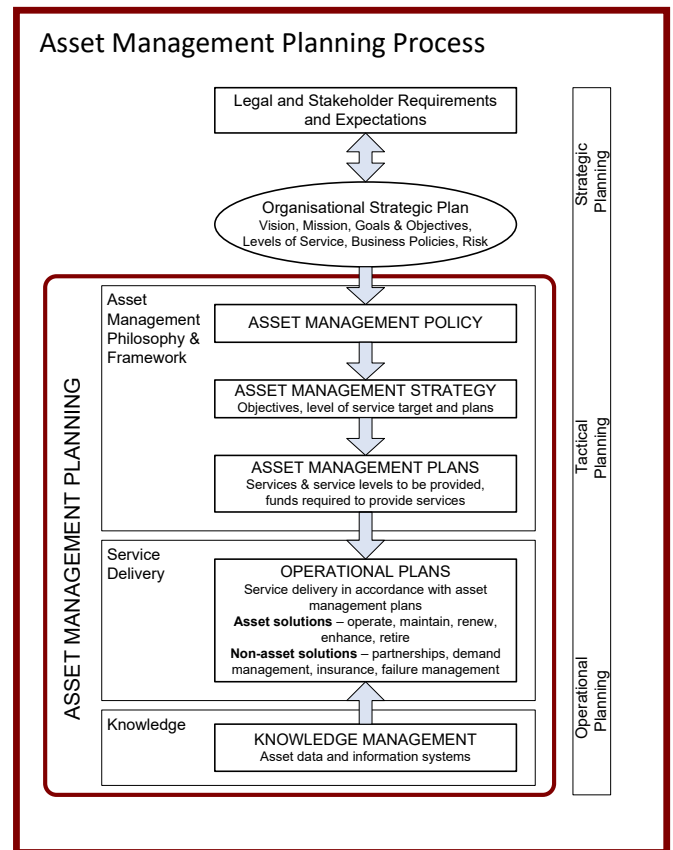 Asset Management Planning Process
Legal and Stakeholder Requirements
and Expectations
Strategic
Planning
Organisational Strategic Plan
Vision, Mission, Goals & Objectives,
Levels of Service, Business Policies, Risk
ASSET MANAGEMENT PLANNING
Asset
Management
Philosophy &
Framework
ASSET MANAGEMENT POLICY
ASSET MANAGEMENT STRATEGY
Objectives, level of service target and plans
Tactical
Planning
ASSET MANAGEMENT PLANS
Services & service levels to be provided,
funds required to provide services
Service
Delivery
OPERATIONAL PLANS
Service delivery in accordance with asset
management plans
Asset solutions – operate, maintain, renew,
enhance, retire
Non-asset solutions – partnerships, demand
management, insurance, failure management
Operational
Planning
Knowledge
KNOWLEDGE MANAGEMENT
Asset data and information systems